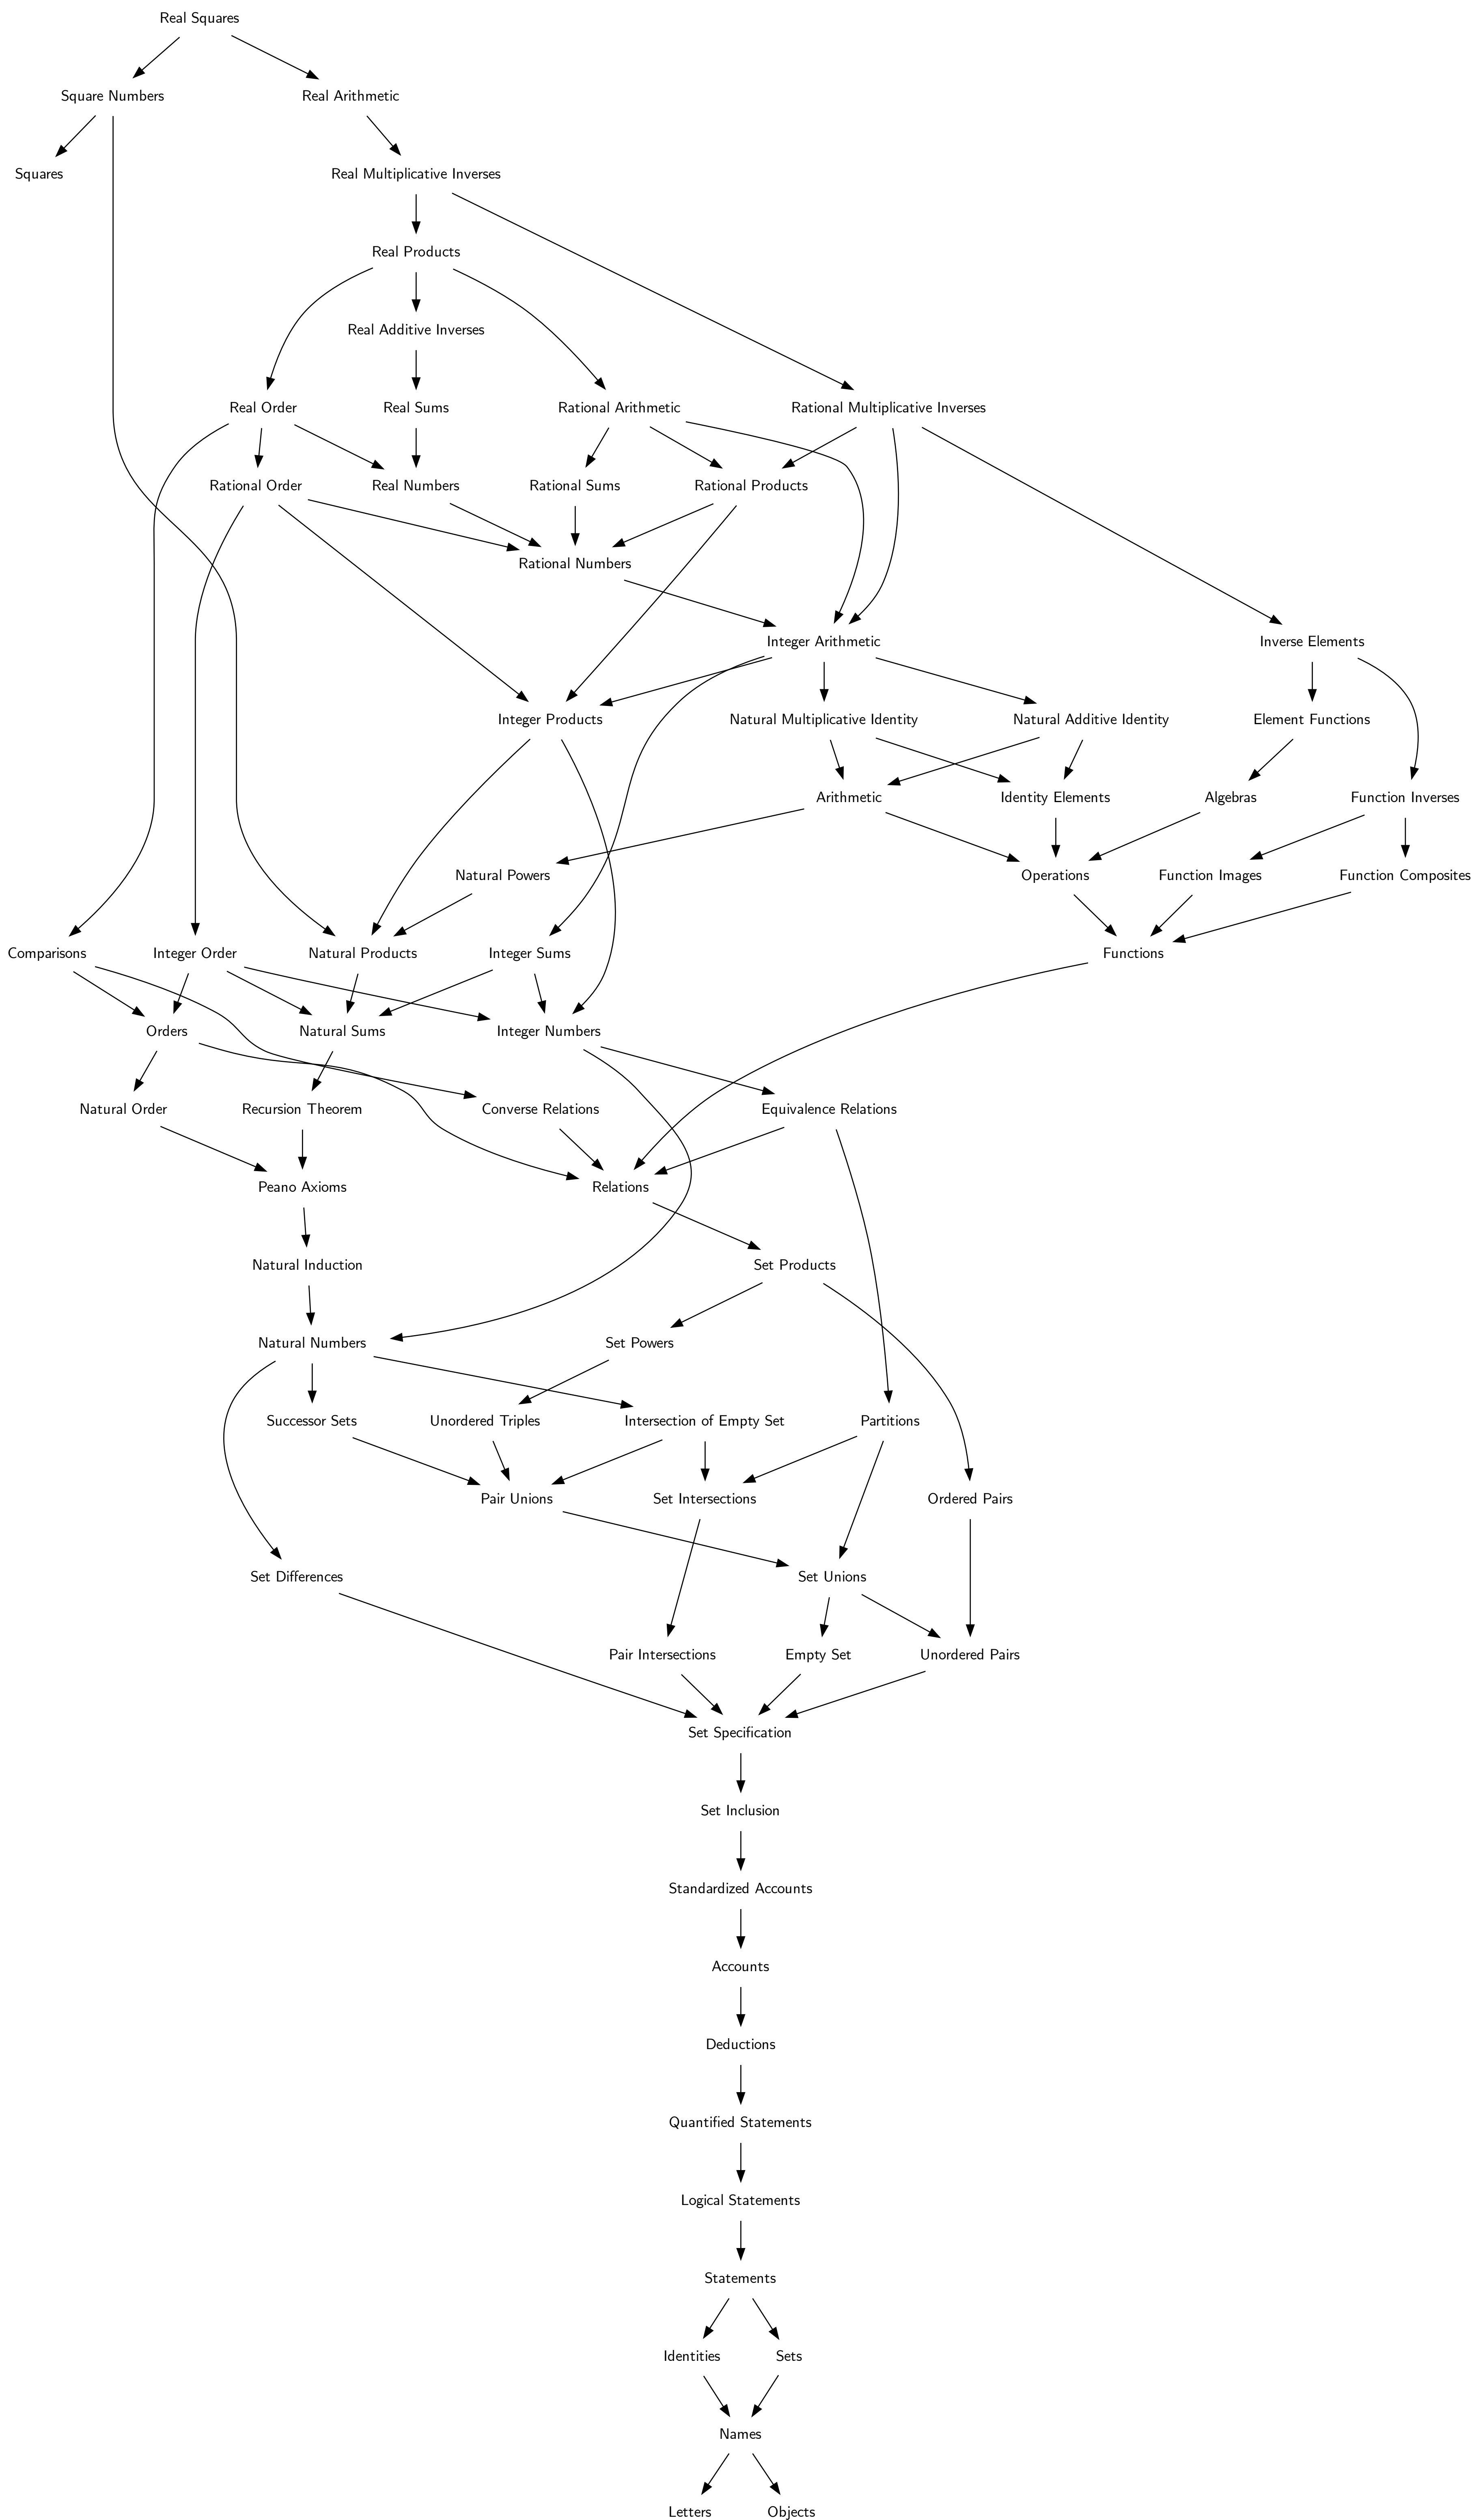 Real Squares
Square Numbers
Real Arithmetic
Squares
Real Multiplicative Inverses
Real Products
Real Additive Inverses
Real Order
Real Sums
Rational Arithmetic
Rational Multiplicative Inverses
Rational Order
Real Numbers
Rational Sums
Rational Products
Rational Numbers
Integer Arithmetic
Inverse Elements
Integer Products
Natural Multiplicative Identity
Natural Additive Identity
Element Functions
Arithmetic
Identity Elements
Algebras
Function Inverses
Natural Powers
Operations
Function Images
Function Composites
Comparisons
Integer Order
Natural Products
Integer Sums
Functions
Orders
Natural Sums
Integer Numbers
Natural Order
Recursion Theorem
Converse Relations
Equivalence Relations
Peano Axioms
Relations
Natural Induction
Set Products
Natural Numbers
Set Powers
Successor Sets
Unordered Triples
Intersection of Empty Set
Partitions
Pair Unions
Set Intersections
Ordered Pairs
Set Differences
Set Unions
Pair Intersections
Empty Set
Unordered Pairs
Set Specification
Set Inclusion
Standardized Accounts
Accounts
Deductions
Quantified Statements
Logical Statements
Statements
Identities
Sets
Names
Letters
Objects